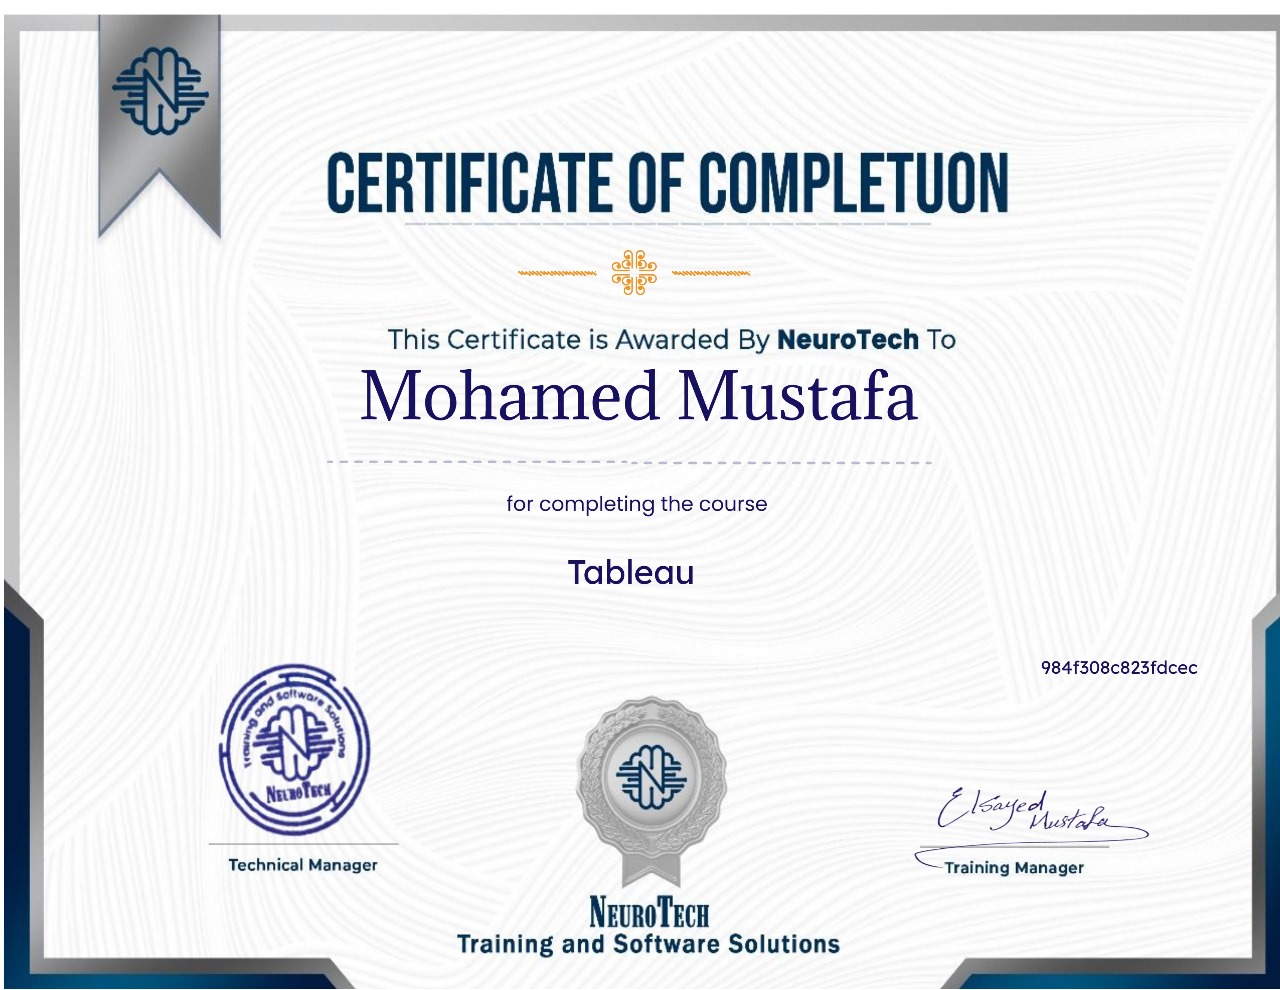 CERTIFICATE OF COMPLETUON
This Certificate is Awarded By NeuroTech To
Mohamed Mustafa
for completing the course
Tableau
984f308c823fdcec
Training and Software Solutions
N
NEUROTECH
Technical Manager
N
Elsayed
Mustafa
Training Manager
NEUROTECH
Training and Software Solutions